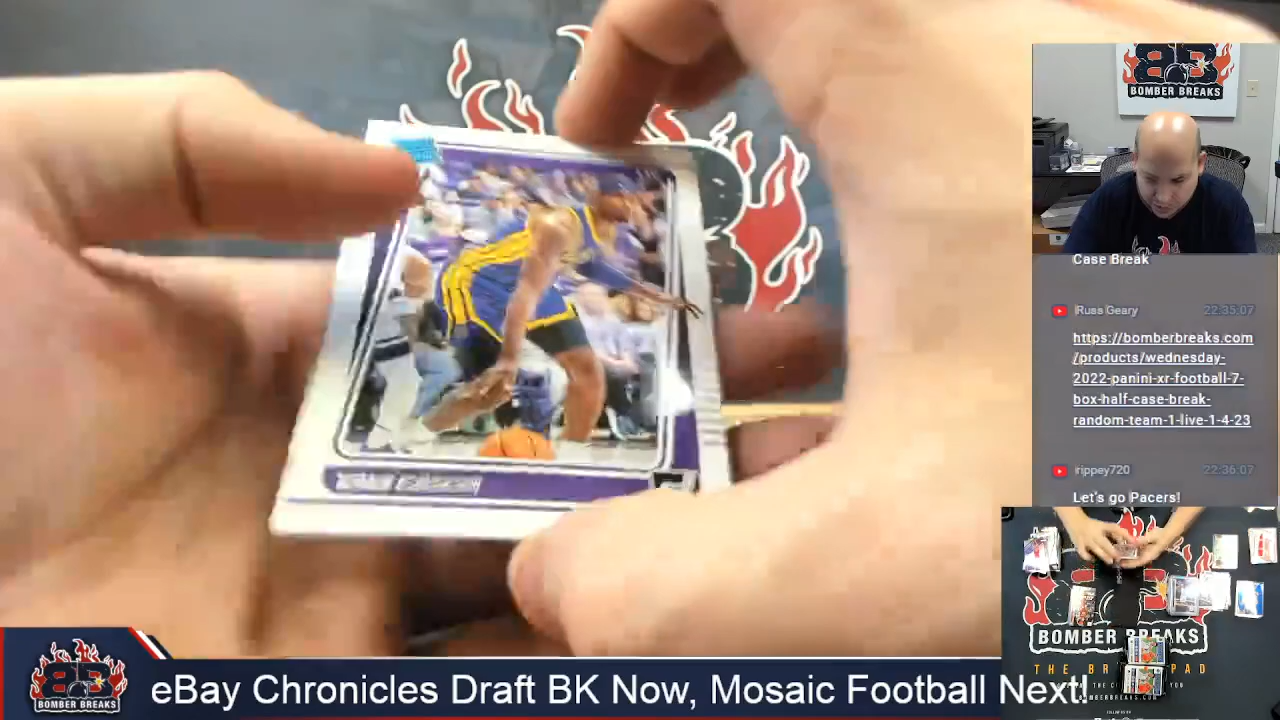 BOMBER BREAKS
Case Break
Russ Geary 22:35:07
https://bomberbreaks.com
/products/wednesday-
2022-panini-xr-football-7-
box-half-case-break-
random-team-1-live-1-4-23
rippey720 22:36:07
Let's go Pacers!
BOMBER BREAKS
BOMBER BREAKS
eBay Chronicles Draft BK Now, Mosaic Football Next!